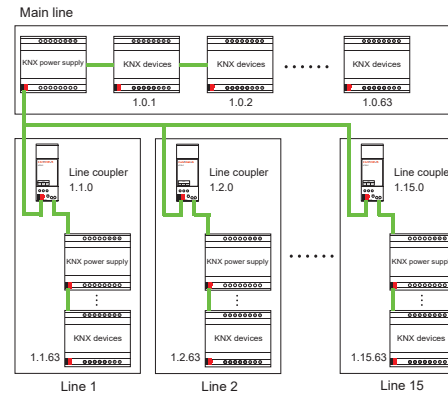 Main line
KNX power supply
KNX devices
KNX devices
KNX devices
1.0.1
1.0.2
1.0.63
Line coupler
1.1.0
Line coupler
1.2.0
Line couple
1.15.0
KNX power supply
KNX power supply
KNX power supp
KNX devices
KNX devices
KNX devices
1.1.63
1.2.63
1.15.63
Line 1
Line 2
Line 15